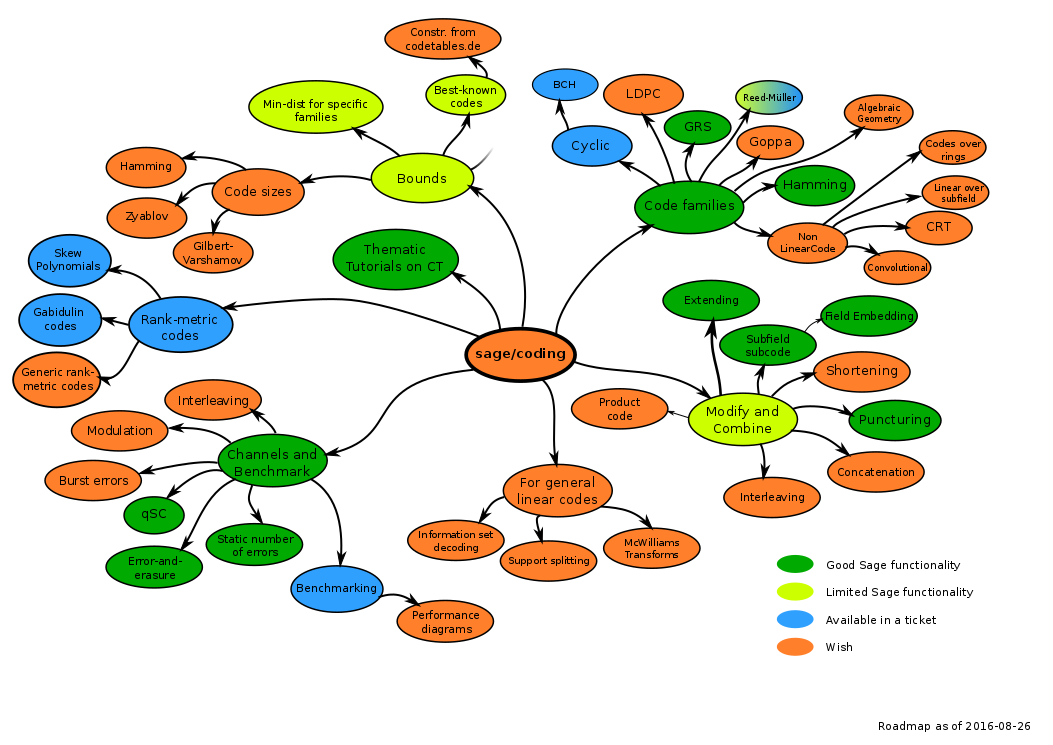 Constr. from
codetables.de
Best-known
codes
Min-dist for specific
families
Bounds
Hamming
Code sizes
Zyablov
Gilbert-
Varshamov
BCH
LDPC
Reed-Müller
GRS
Algebraic
Geometry
Cyclic
Goppa
Codes over
rings
Hamming
Code families
Linear over
subfield
Non
LinearCode
CRT
Convolutional
Thematic
Tutorials on CT
Skew
Polynomials
Gabidulin
codes
Rank-metric
codes
Generic rank-
metric codes
sage/coding
Extending
Field Embedding
Subfield
subcode
Shortening
Product
code
Modify and
Combine
Puncturing
Concatenation
Interleaving
Interleaving
Modulation
Channels and
Benchmark
Burst errors
qSC
Static number
of errors
Error-and-
erasure
Benchmarking
Performance
diagrams
For general
linear codes
Information set
decoding
Support splitting
McWilliams
Transforms
Good Sage functionality
Limited Sage functionality
Available in a ticket
Wish
Roadmap as of 2016-08-26